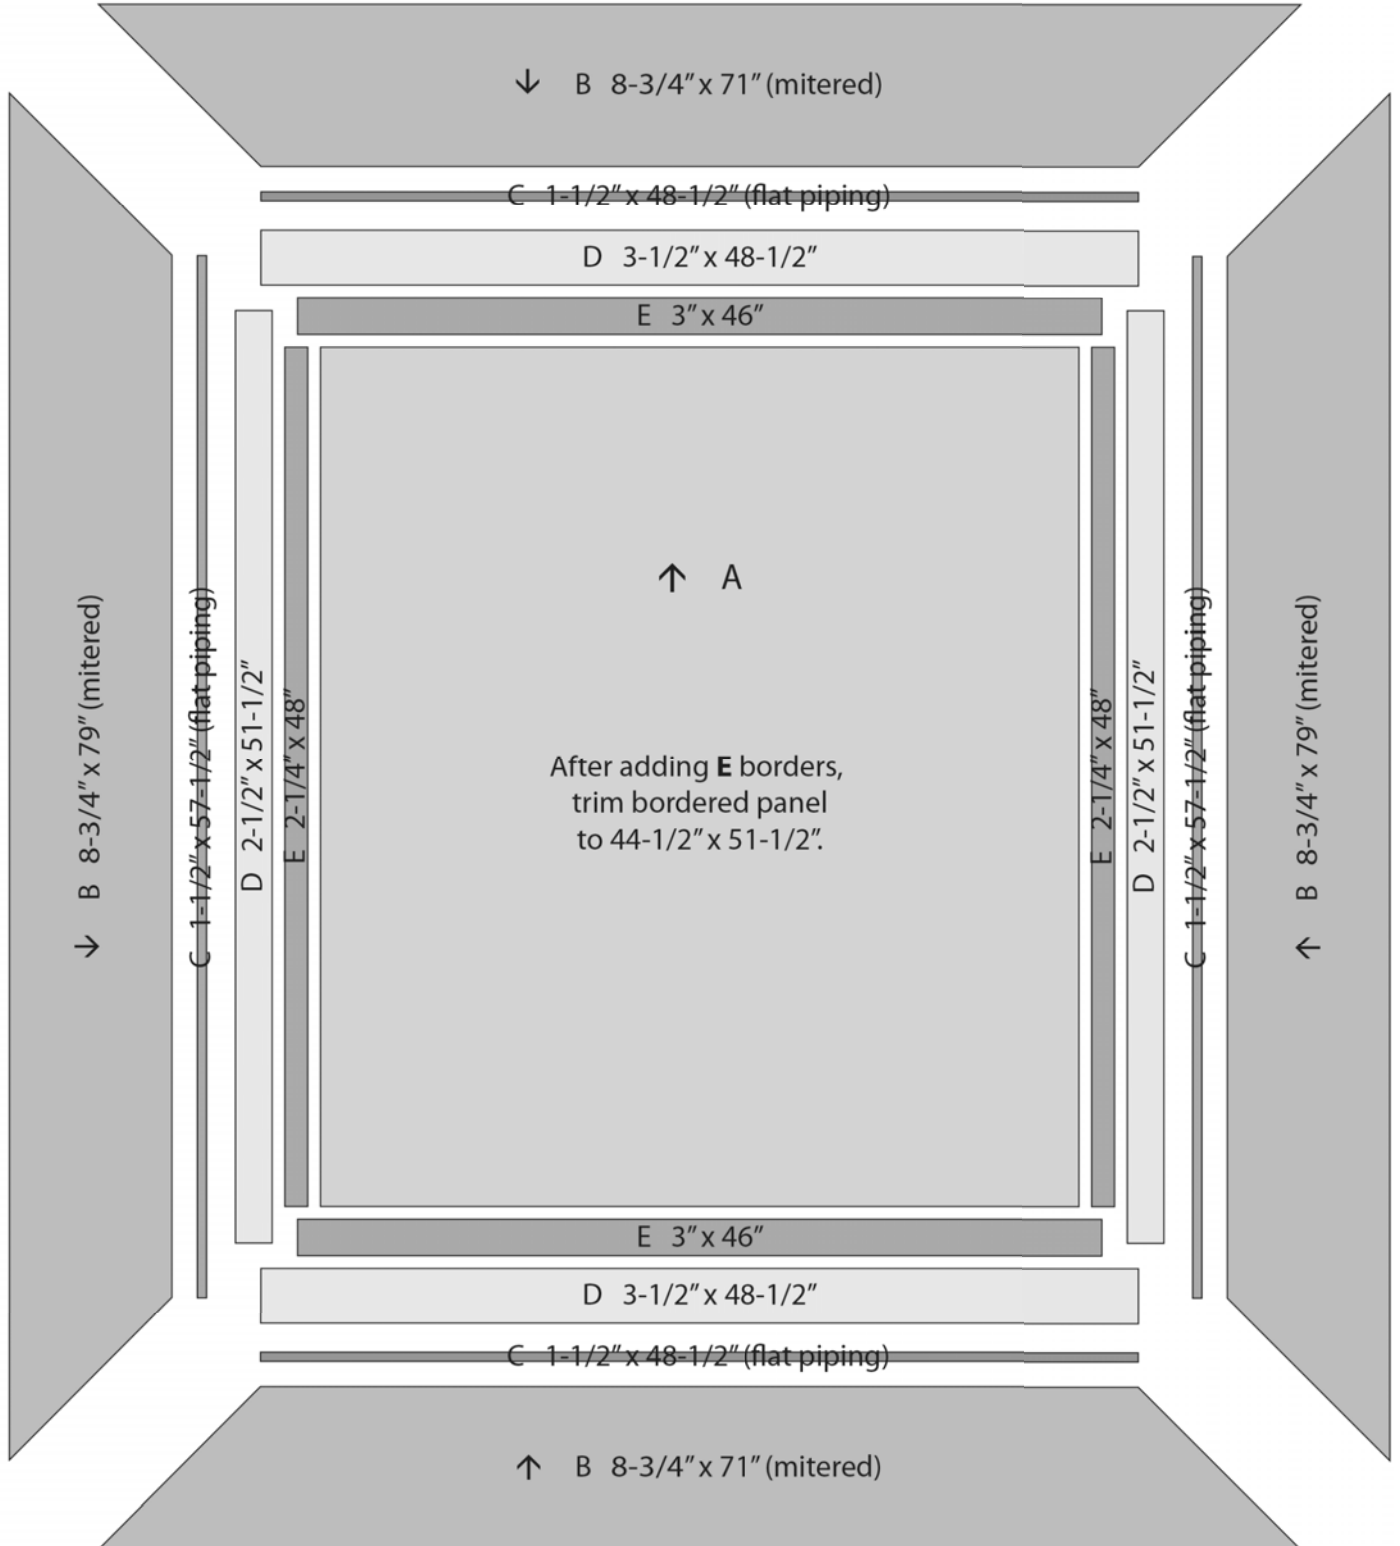 ↓ B 8-3/4” x 71” (mitered)
C 1-1/2” x 48-1/2” (flat piping)
D 3-1/2” x 48-1/2”
E 3” x 46”
↓ B 8-3/4” x 79” (mitered)
C 1-1/2” x 57-1/2” (flat piping)
D 2-1/2” x 51-1/2”
E 2-1/4” x 48”
↑ A
After adding E borders,
trim bordered panel
to 44-1/2” x 51-1/2”.
E 2-1/4” x 48”
D 2-1/2” x 51-1/2”
C 1-1/2” x 57-1/2” (flat piping)
↑ B 8-3/4” x 79” (mitered)
E 3” x 46”
D 3-1/2” x 48-1/2”
C 1-1/2” x 48-1/2” (flat piping)
↑ B 8-3/4” x 71” (mitered)